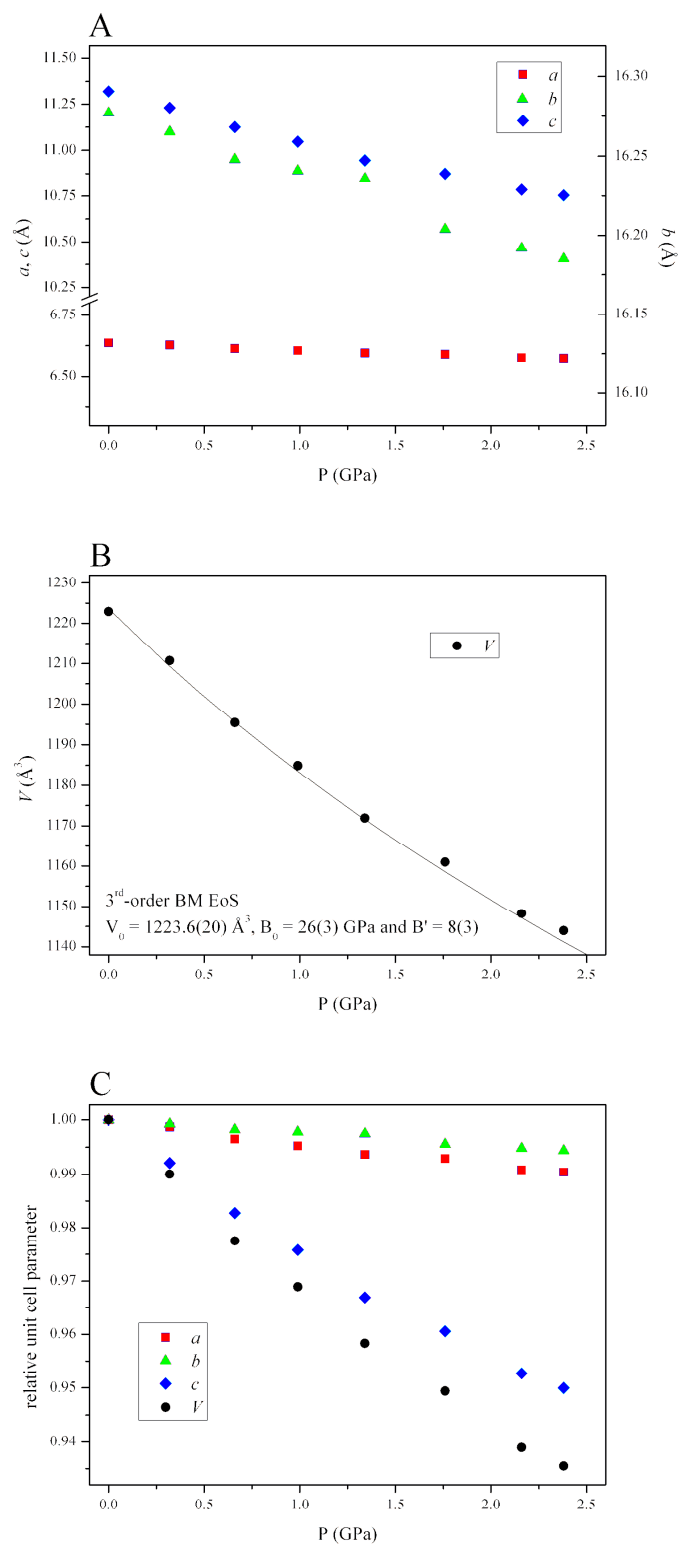 A
11.50
11.25
11.00
10.75
10.50
10.25
6.75
6.50
a, c (Å)
a
b
c
16.30
16.25
16.20
16.15
16.10
b (Å)
0.0 0.5 1.0 1.5 2.0 2.5
P (GPa)
B
1230
1220
1210
1200
1190
1180
1170
1160
1150
1140
V (Å³)
V
3rd-order BM EoS
V₀ = 1223.6(20) Å³, B₀ = 26(3) GPa and B' = 8(3)
0.0 0.5 1.0 1.5 2.0 2.5
P (GPa)
C
1.00
0.99
0.98
0.97
0.96
0.95
0.94
relative unit cell parameter
a
b
c
V
0.0 0.5 1.0 1.5 2.0 2.5
P (GPa)